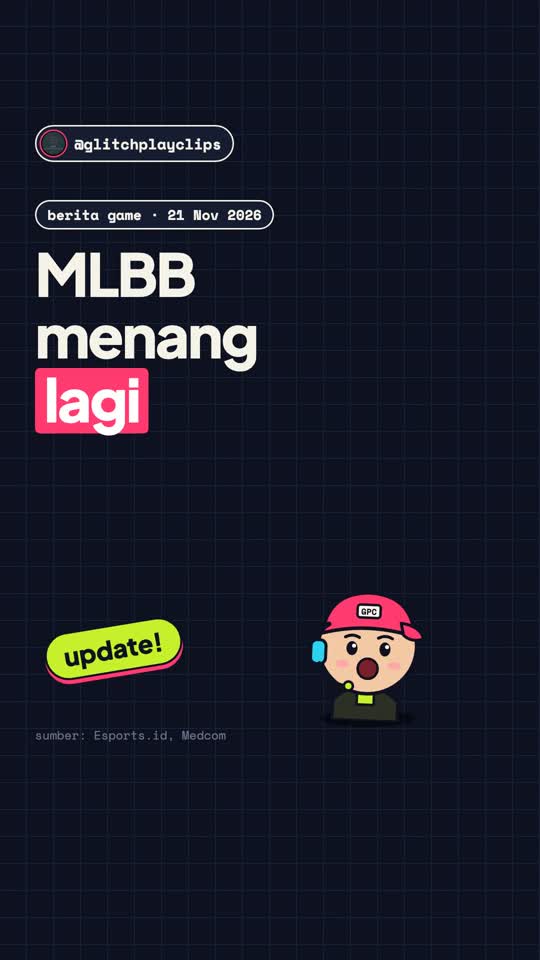 @glitchplayclips
berita game · 21 Nov 2026
MLBB
menang
lagi
GPC
update!
sumber: Esports.id, Medcom